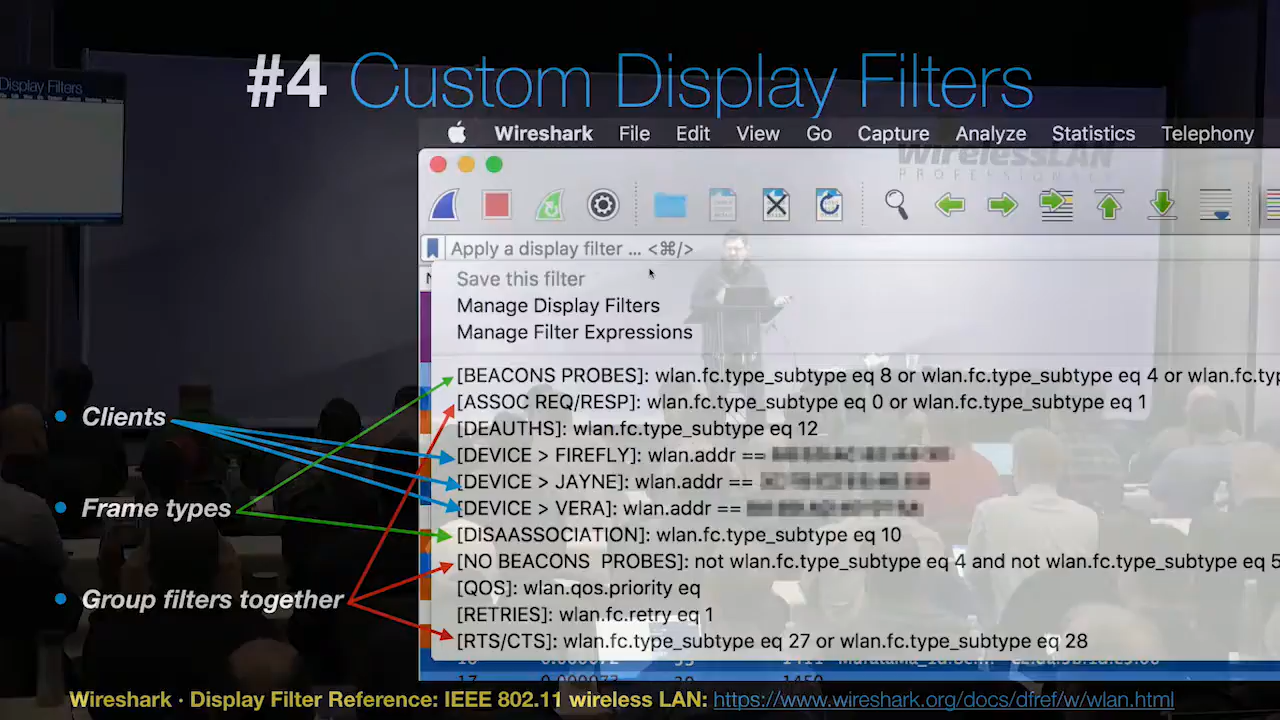 #4 Custom Display Filters
Display Filters
Wireshark File Edit View Go Capture Analyze Statistics Telephony
WirelessLAN
PROFESSIONALS
Apply a display filter ... <⌘/>
Save this filter
Manage Display Filters
Manage Filter Expressions
[BEACONS PROBES]: wlan.fc.type_subtype eq 8 or wlan.fc.type_subtype eq 4 or wlan.fc.typ
[ASSOC REQ/RESP]: wlan.fc.type_subtype eq 0 or wlan.fc.type_subtype eq 1
Clients
[DEAUTHS]: wlan.fc.type_subtype eq 12
[DEVICE > FIREFLY]: wlan.addr ==
[DEVICE > JAYNE]: wlan.addr ==
Frame types
[DEVICE > VERA]: wlan.addr ==
[DISAASSOCIATION]: wlan.fc.type_subtype eq 10
[NO BEACONS PROBES]: not wlan.fc.type_subtype eq 4 and not wlan.fc.type_subtype eq 5
[QOS]: wlan.qos.priority eq
Group filters together
[RETRIES]: wlan.fc.retry eq 1
[RTS/CTS]: wlan.fc.type_subtype eq 27 or wlan.fc.type_subtype eq 28
Wireshark · Display Filter Reference: IEEE 802.11 wireless LAN: https://www.wireshark.org/docs/dfref/w/wlan.html